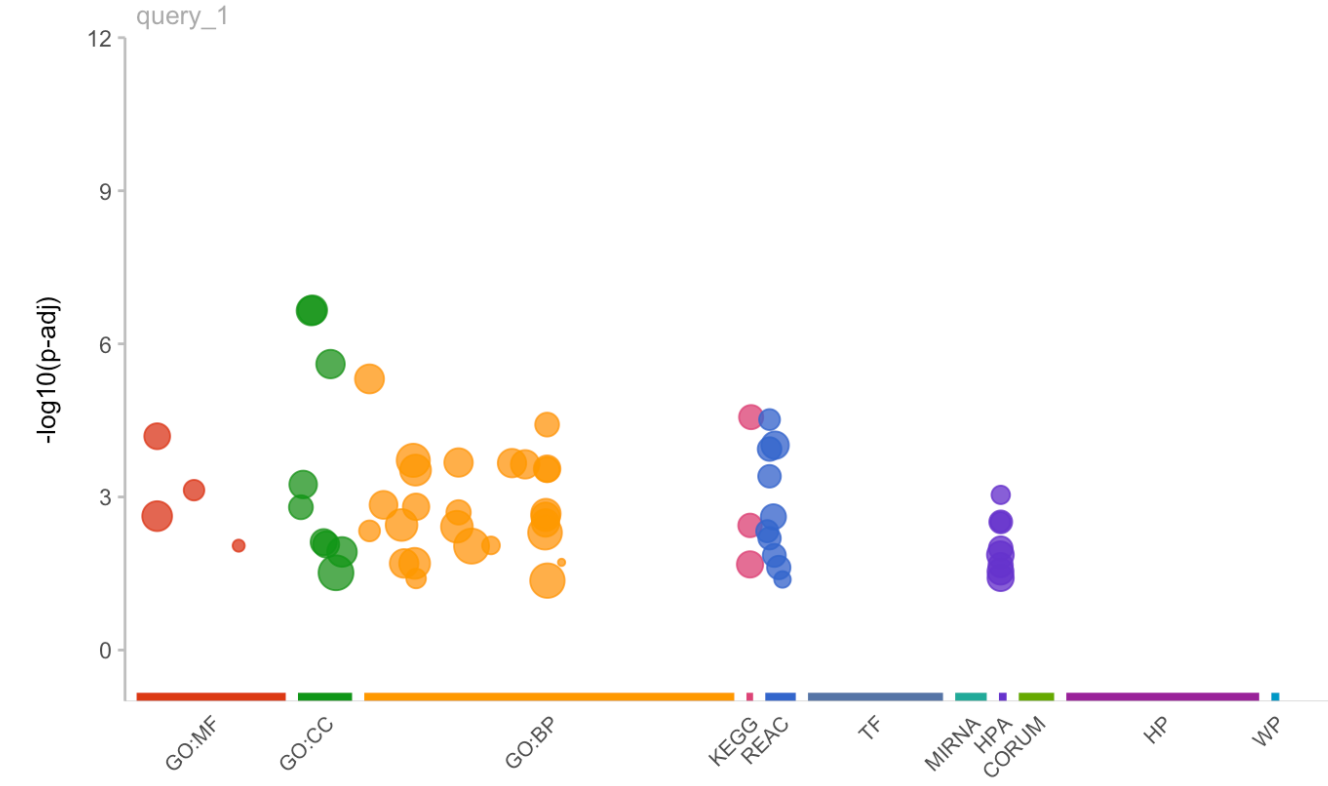 query_1
12
9
6
3
0
-log10(p-adj)
GO:MF
GO:CC
GO:BP
KEGG
REAC
TF
MIRNA
HPA
CORUM
HP
WP